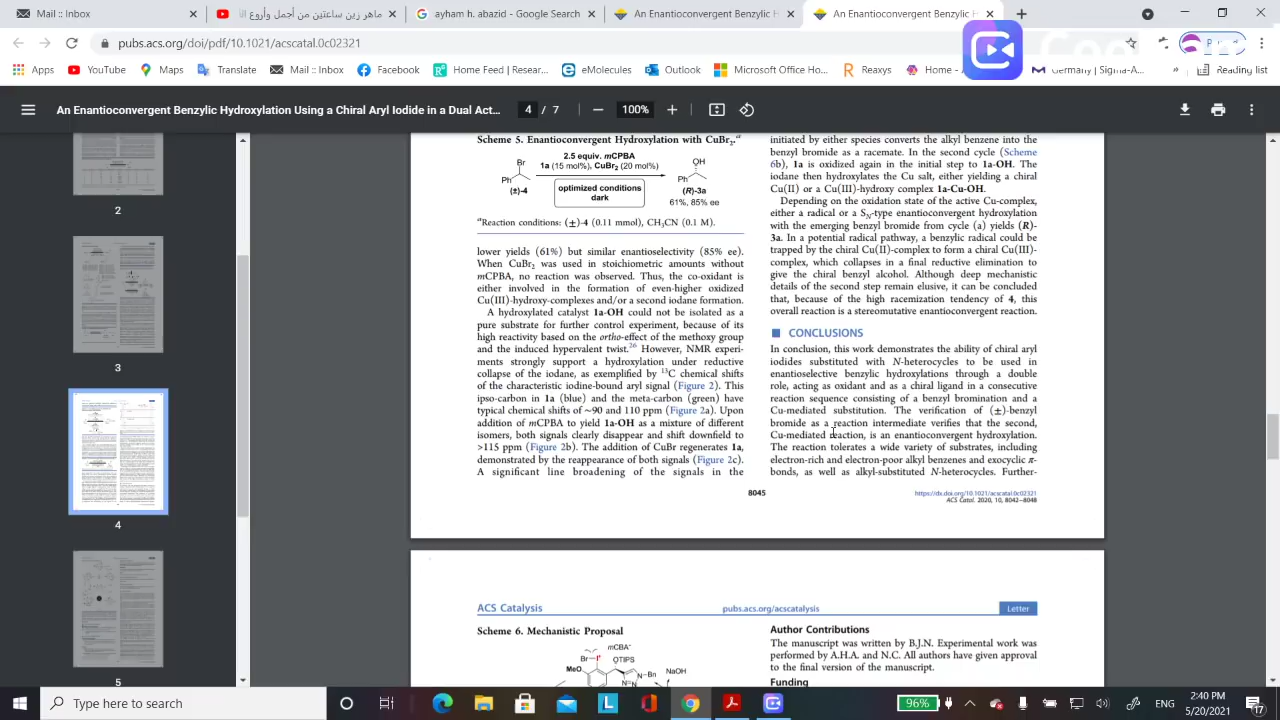 Inbox
ayham h. abazid - Google Search
An Enantioconvergent Benzylic
An Enantioconvergent Benzylic
pubs.acs.org/doi/pdf/10.1021/acscatal.0c02321
Apps
YouTube
Maps
Translate
Facebook
Home Feed | Resear...
eMolecules
Outlook
Microsoft Office Ho...
Reaxys
Home -
Germany | Sigma-A...
Reading list
An Enantioconvergent Benzylic Hydroxylation Using a Chiral Aryl Iodide in a Dual Act...
4 / 7
100%
2
3
4
5
Scheme 5. Enantioconvergent Hydroxylation with CuBr2.a
Br
Ph
(±)-4
2.5 equiv. mCPBA
1a (15 mol%), CuBr2 (20 mol%)
optimized conditions
dark
OH
Ph
(R)-3a
61%, 85% ee
aReaction conditions: (±)-4 (0.11 mmol), CH3CN (0.1 M).
lower yields (61%) but similar enantioselectivity (85% ee).
When CuBr2 was used in stoichiometric amounts without
mCPBA, no reaction was observed. Thus, the co-oxidant is
either involved in the formation of even-higher oxidized
Cu(III)-hydroxy-complexes and/or a second iodane formation.
A hydroxylated catalyst 1a-OH could not be isolated as a
pure substrate for further control experiment, because of its
high reactivity based on the ortho-effect of the methoxy group
and the induced hypervalent twist.26 However, NMR experi-
ments strongly support a hydroxylation under reductive
collapse of the iodane, as exemplified by 13C chemical shifts
of the characteristic iodine-bound aryl signal (Figure 2). This
ipso-carbon in 1a (blue) and the meta-carbon (green) have
typical chemical shifts of ~90 and 110 ppm (Figure 2a). Upon
addition of mCPBA to yield 1a-OH as a mixture of different
isomers, both signals clearly disappear and shift downfield to
>115 ppm (Figure 2b). The addition of CuBr regenerates 1a,
demonstrated by the reappearance of both signals (Figure 2c).
A significant line broadening of the signals in the
initiated by either species converts the alkyl benzene into the
benzyl bromide as a racemate. In the second cycle (Scheme
6b), 1a is oxidized again in the initial step to 1a-OH. The
iodane then hydroxylates the Cu salt, either yielding a chiral
Cu(II) or a Cu(III)-hydroxy complex 1a-Cu-OH.
Depending on the oxidation state of the active Cu-complex,
either a radical or a SN-type enantioconvergent hydroxylation
with the emerging benzyl bromide from cycle (a) yields (R)-
3a. In a potential radical pathway, a benzylic radical could be
trapped by the chiral Cu(II)-complex to form a chiral Cu(III)-
complex, which collapses in a final reductive elimination to
give the chiral benzyl alcohol. Although deep mechanistic
details of the second step remain elusive, it can be concluded
that, because of the high racemization tendency of 4, this
overall reaction is a stereomutative enantioconvergent reaction.
CONCLUSIONS
In conclusion, this work demonstrates the ability of chiral aryl
iodides substituted with N-heterocycles to be used in
enantioselective benzylic hydroxylations through a double
role, acting as oxidant and as a chiral ligand in a consecutive
reaction sequence consisting of a benzyl bromination and a
Cu-mediated substitution. The verification of (±)-benzyl
bromide as a reaction intermediate verifies that the second,
Cu-mediated reaction, is an enantioconvergent hydroxylation.
The reaction tolerates a wide variety of substrates, including
electron-rich and electron-poor alkyl benzenes and exocyclic π-
bonds, as well as alkyl-substituted N-heterocycles. Further-
8045
https://dx.doi.org/10.1021/acscatal.0c02321
ACS Catal. 2020, 10, 8042−8048
ACS Catalysis
pubs.acs.org/acscatalysis
Letter
Scheme 6. Mechanistic Proposal
mCBA−
Br
I+
MeO
OTIPS
N-Bn
N=N
NaOH
Author Contributions
The manuscript was written by B.J.N. Experimental work was
performed by A.H.A. and N.C. All authors have given approval
to the final version of the manuscript.
Funding
Type here to search
96%
2:40 PM
5/20/2021